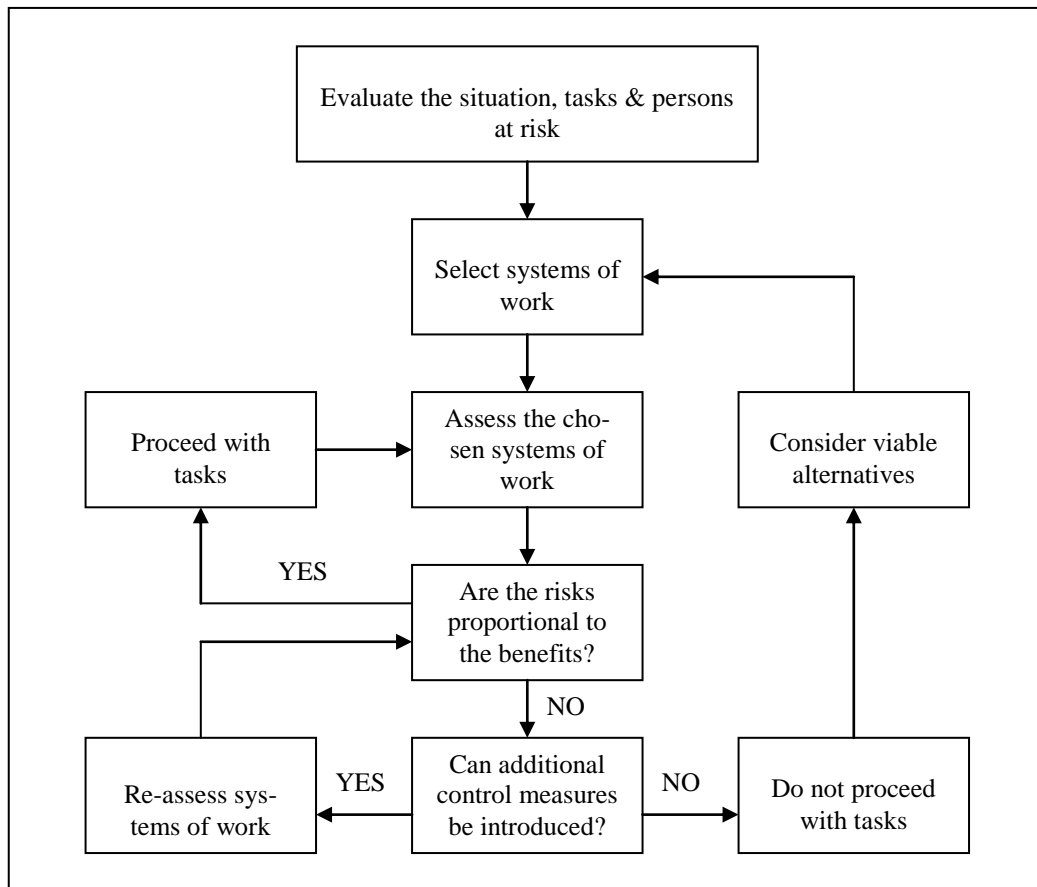 Evaluate the situation, tasks & persons
at risk
Select systems of
work
Proceed with
tasks
Assess the cho-
sen systems of
work
Consider viable
alternatives
YES
Are the risks
proportional to
the benefits?
NO
Re-assess sys-
tems of work
YES
Can additional
control measures
be introduced?
NO
Do not proceed
with tasks